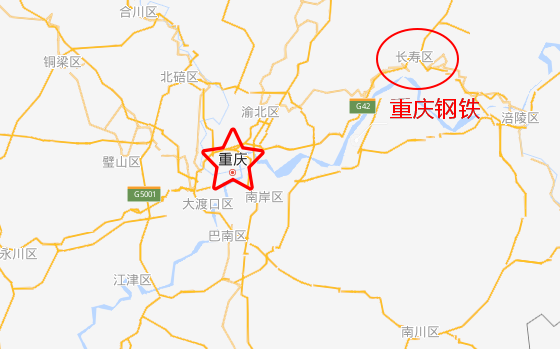 合川区
长寿区
铜梁区
北碚区
G42
渝北区
重庆钢铁
涪陵区
重庆
璧山区
G5001
南岸区
大渡口区
巴南区
永川区
江津区
南川区